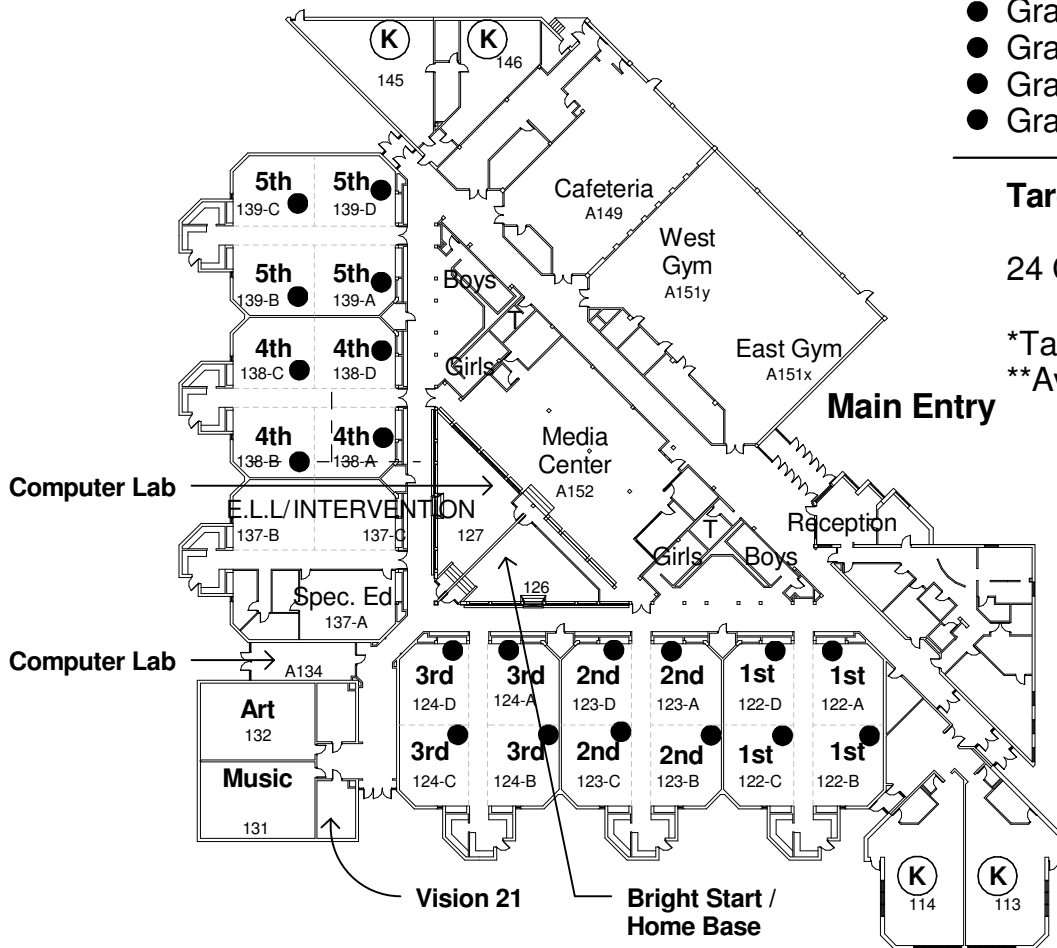 Gra
Gra
Gra
Gra
Tar
24
*Ta
**Av
K
K
145
146
5th
5th
139-C
139-D
5th
5th
139-B
139-A
4th
4th
138-C
138-D
4th
4th
138-B
138-A
Cafeteria
A149
West
Gym
A151y
East Gym
A151x
Main Entry
Boys
T
Girls
Media
Center
A152
Computer Lab
E.L.L/INTERVENTION
137-B
137-C
127
Reception
T
Girls
Boys
126
Spec. Ed.
137-A
Computer Lab
A134
Art
132
Music
131
3rd
3rd
2nd
2nd
1st
1st
124-D
124-A
123-D
123-A
122-D
122-A
3rd
3rd
2nd
2nd
1st
1st
124-C
124-B
123-C
123-B
122-C
122-B
K
K
114
113
Vision 21
Bright Start /
Home Base